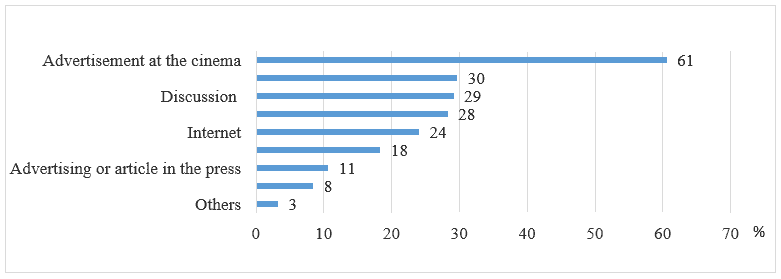 Advertisement at the cinema 61
30
Discussion 29
28
Internet 24
18
Advertising or article in the press 11
8
Others 3
0 10 20 30 40 50 60 70 %